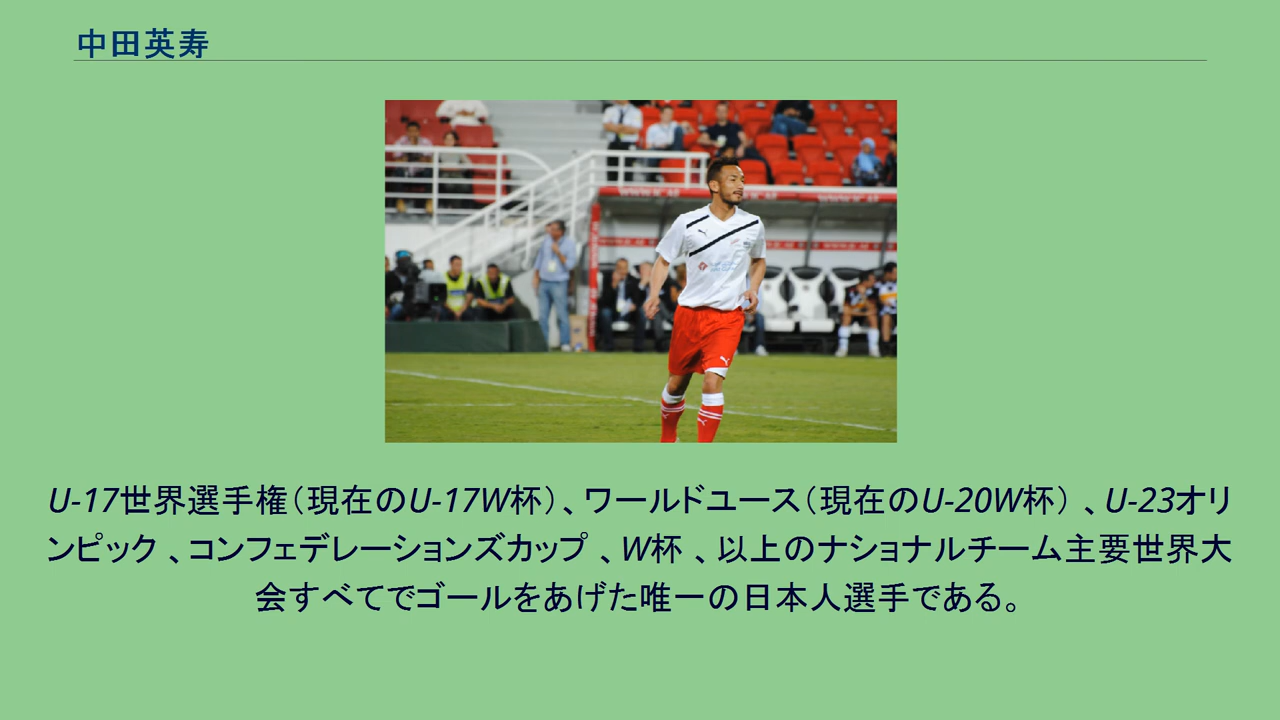 中田英寿
U-17世界選手権（現在のU-17W杯）、ワールドユース（現在のU-20W杯） 、U-23オリ
ンピック 、コンフェデレーションズカップ 、W杯 、以上のナショナルチーム主要世界大
会すべてでゴールをあげた唯一の日本人選手である。